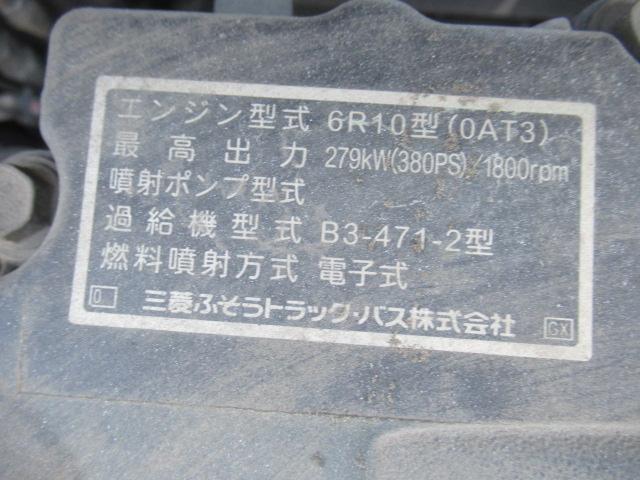 エンジン型式 6R10型(0AT3)
最高出力 279kW(380PS)/1800rpm
噴射ポンプ型式
過給機型式 B3-471-2型
燃料噴射方式 電子式
0 三菱ふそうトラック・バス株式会社 GX